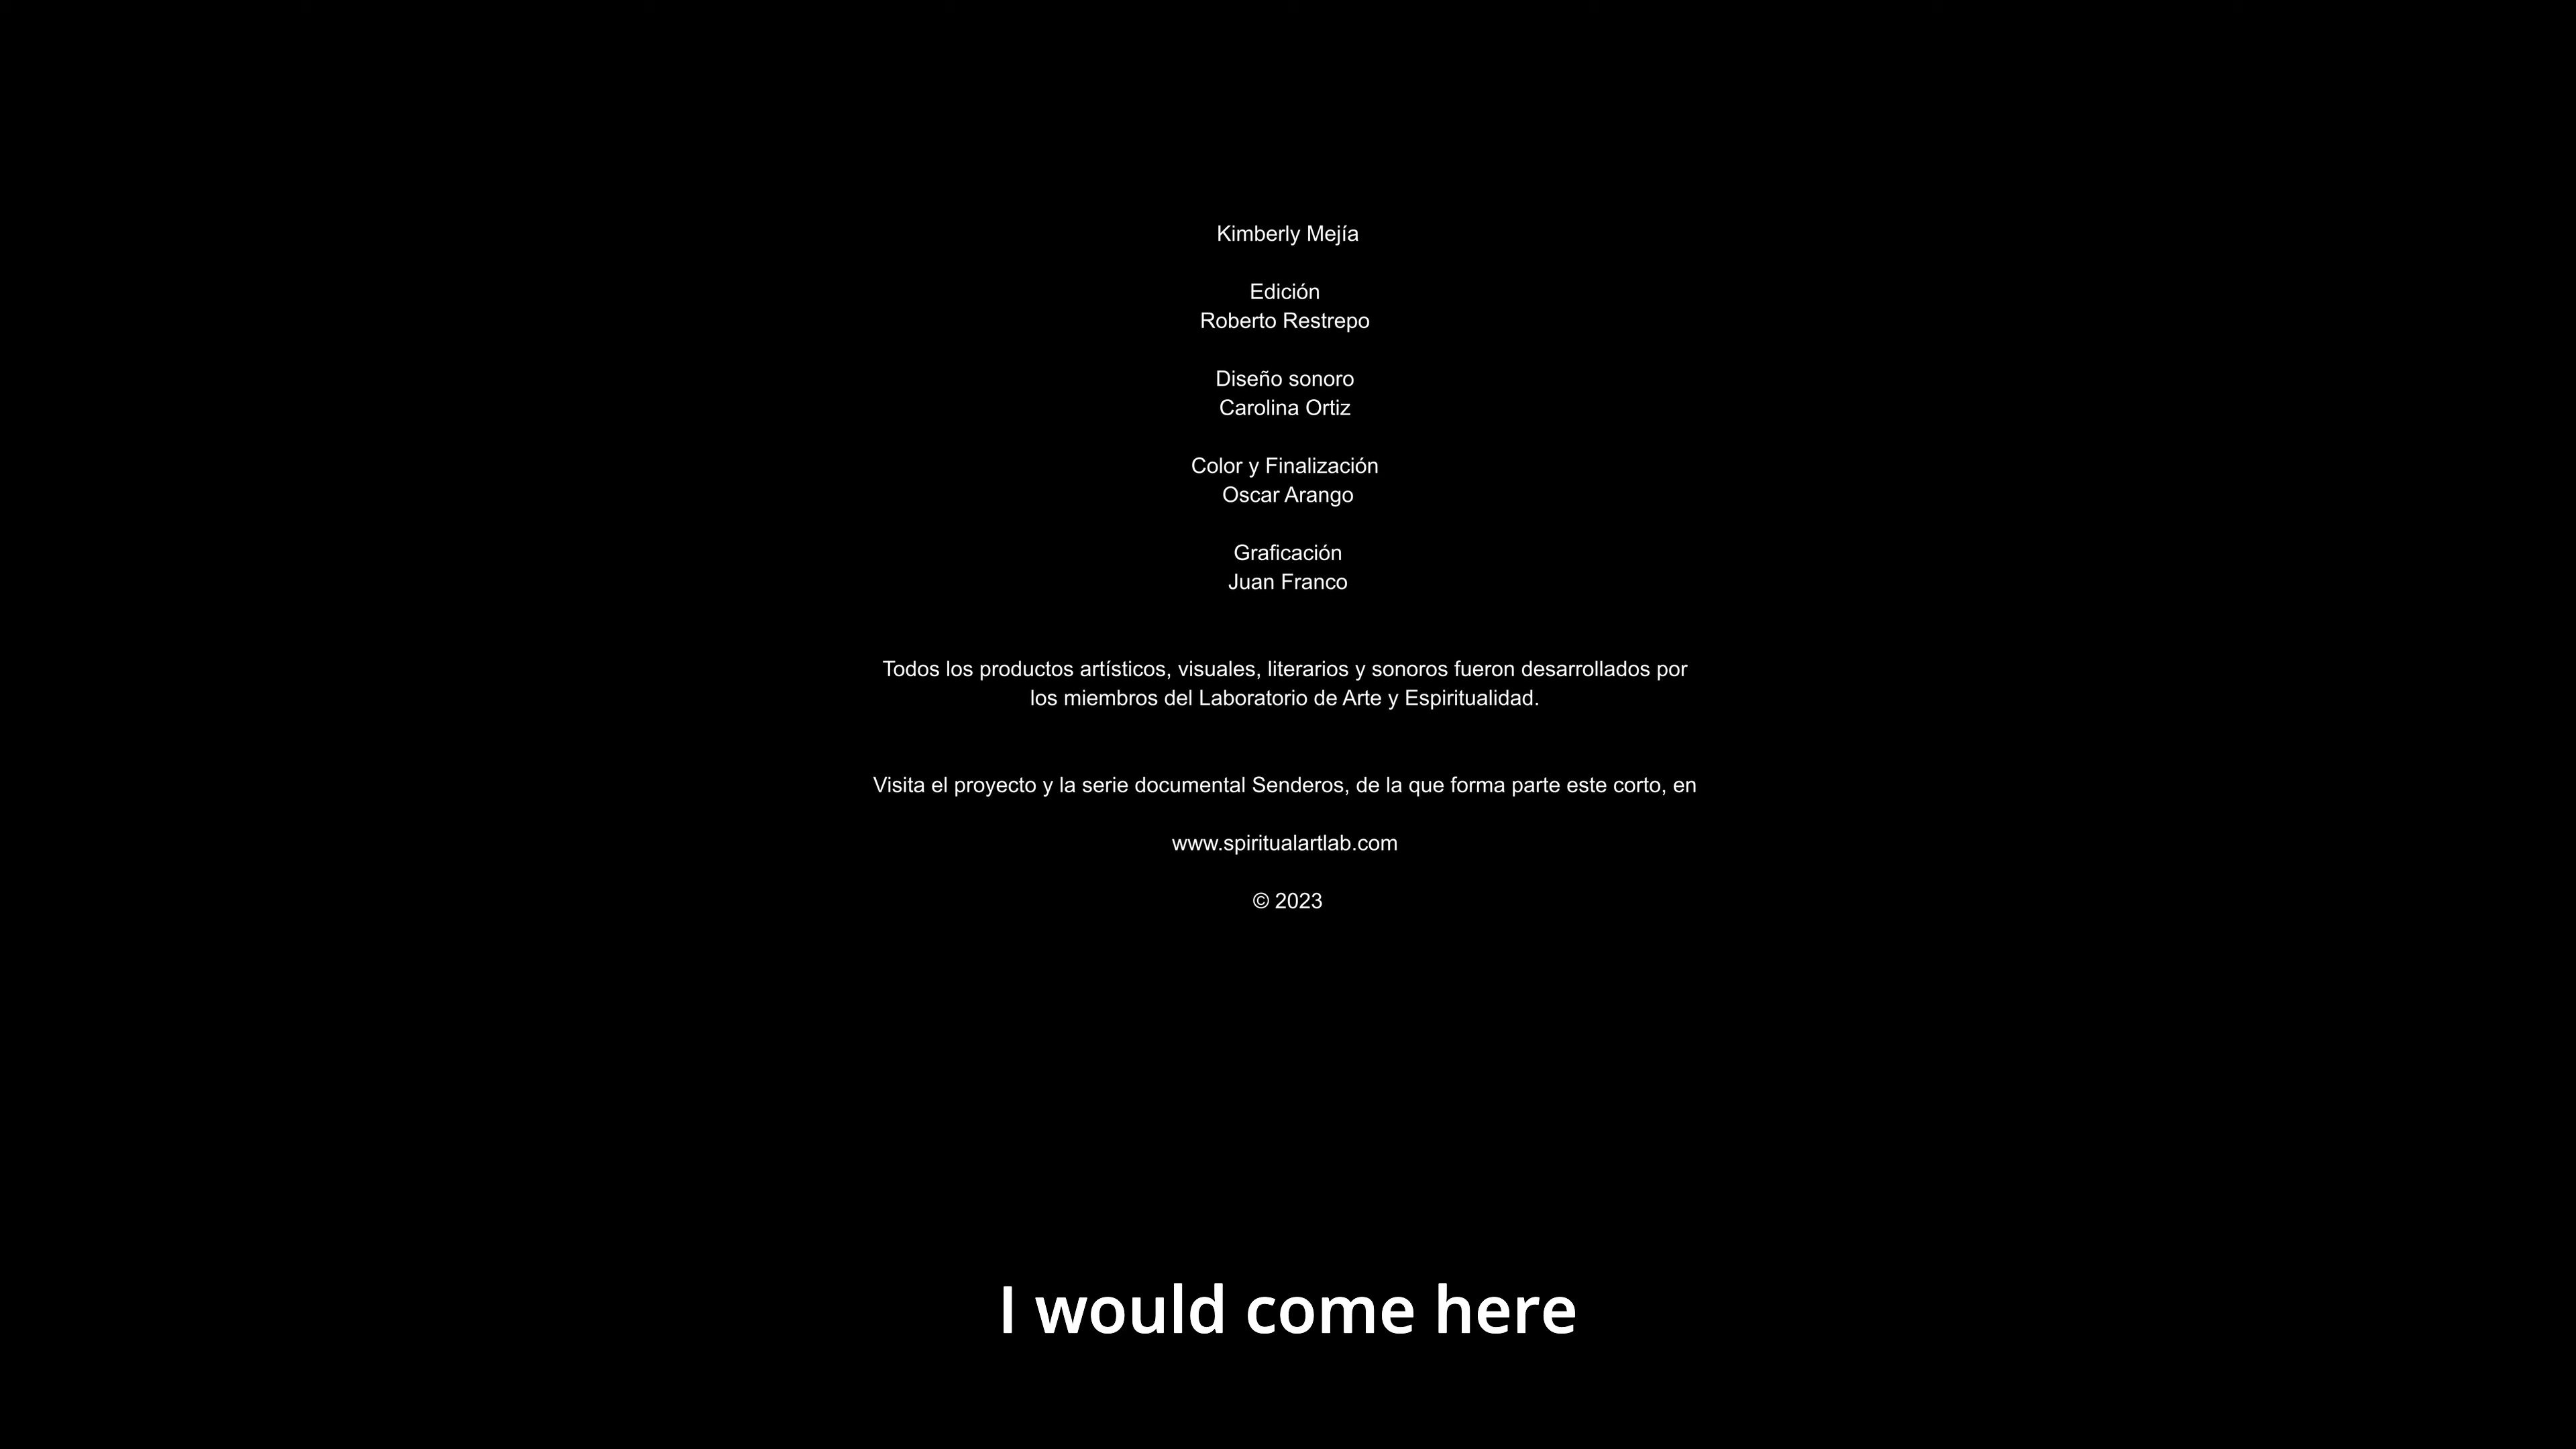 Kimberly Mejía
Edición
Roberto Restrepo
Diseño sonoro
Carolina Ortiz
Color y Finalización
Oscar Arango
Graficación
Juan Franco
Todos los productos artísticos, visuales, literarios y sonoros fueron desarrollados por
los miembros del Laboratorio de Arte y Espiritualidad.
Visita el proyecto y la serie documental Senderos, de la que forma parte este corto, en
www.spiritualartlab.com
© 2023
I would come here